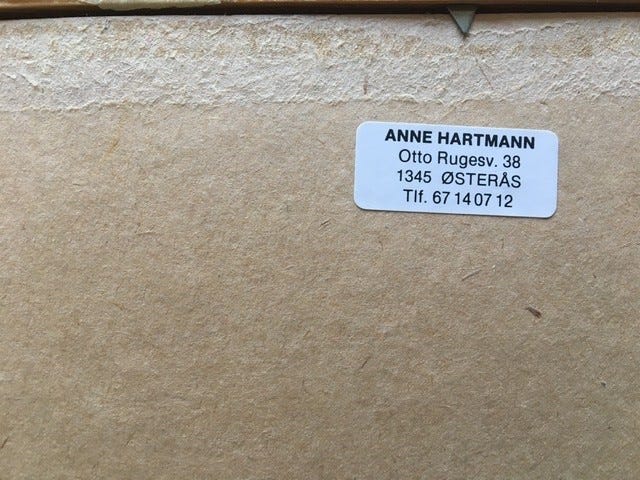 ANNE HARTMANN
Otto Rugesv. 38
1345 ØSTERÅS
Tlf. 67 14 07 12